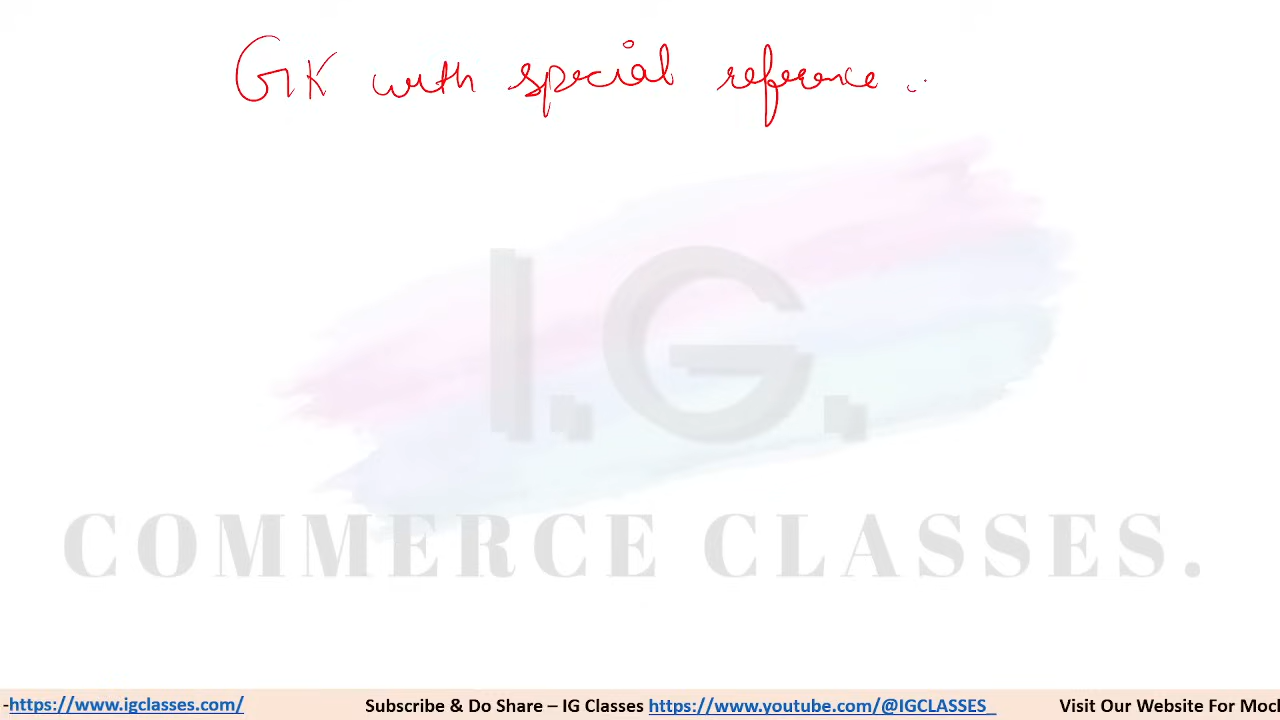 GK with special reference
I.G.
COMMERCE CLASSES.
-https://www.igclasses.com/ Subscribe & Do Share – IG Classes https://www.youtube.com/@IGCLASSES_ Visit Our Website For Moc